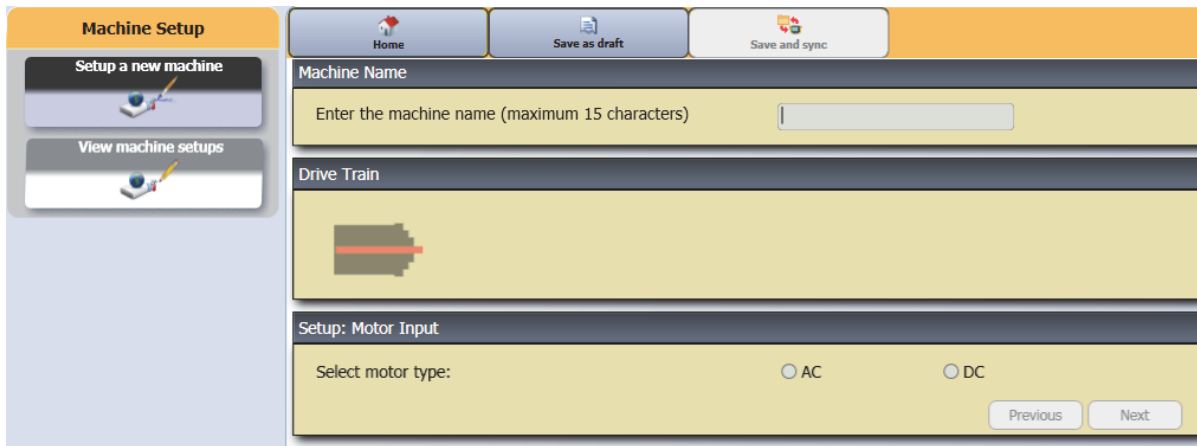 Machine Setup
Setup a new machine
View machine setups
Home
Save as draft
Save and sync
Machine Name
Enter the machine name (maximum 15 characters)
Drive Train
Setup: Motor Input
Select motor type:
AC
DC
Previous
Next